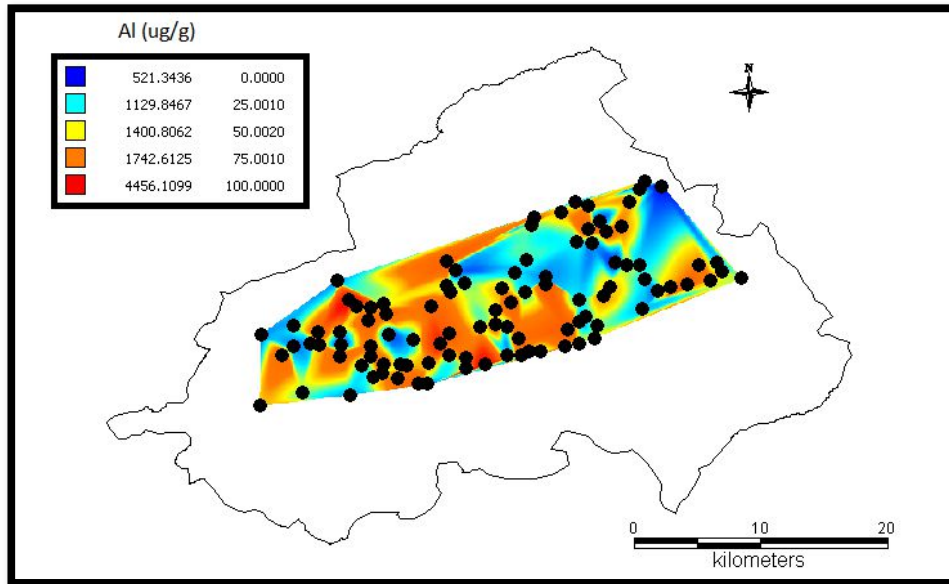 Al (ug/g)
521.3436 0.0000
1129.8467 25.0010
1400.8062 50.0020
1742.6125 75.0010
4456.1099 100.0000
N
0 10 20
kilometers